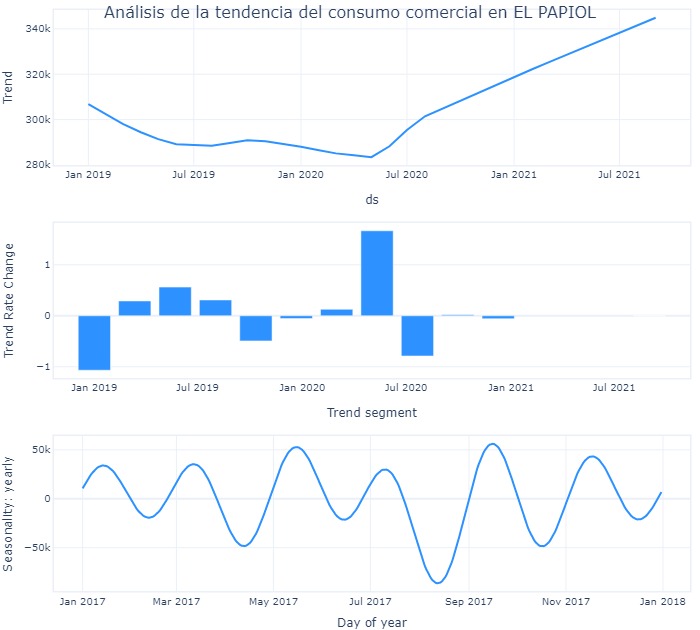 Análisis de la tendencia del consumo comercial en EL PAPIOL
340k
320k
300k
280k
Trend
Jan 2019 Jul 2019 Jan 2020 Jul 2020 Jan 2021 Jul 2021
ds
1
0
−1
Trend Rate Change
Jan 2019 Jul 2019 Jan 2020 Jul 2020 Jan 2021 Jul 2021
Trend segment
50k
0
−50k
Seasonality: yearly
Jan 2017 Mar 2017 May 2017 Jul 2017 Sep 2017 Nov 2017 Jan 2018
Day of year